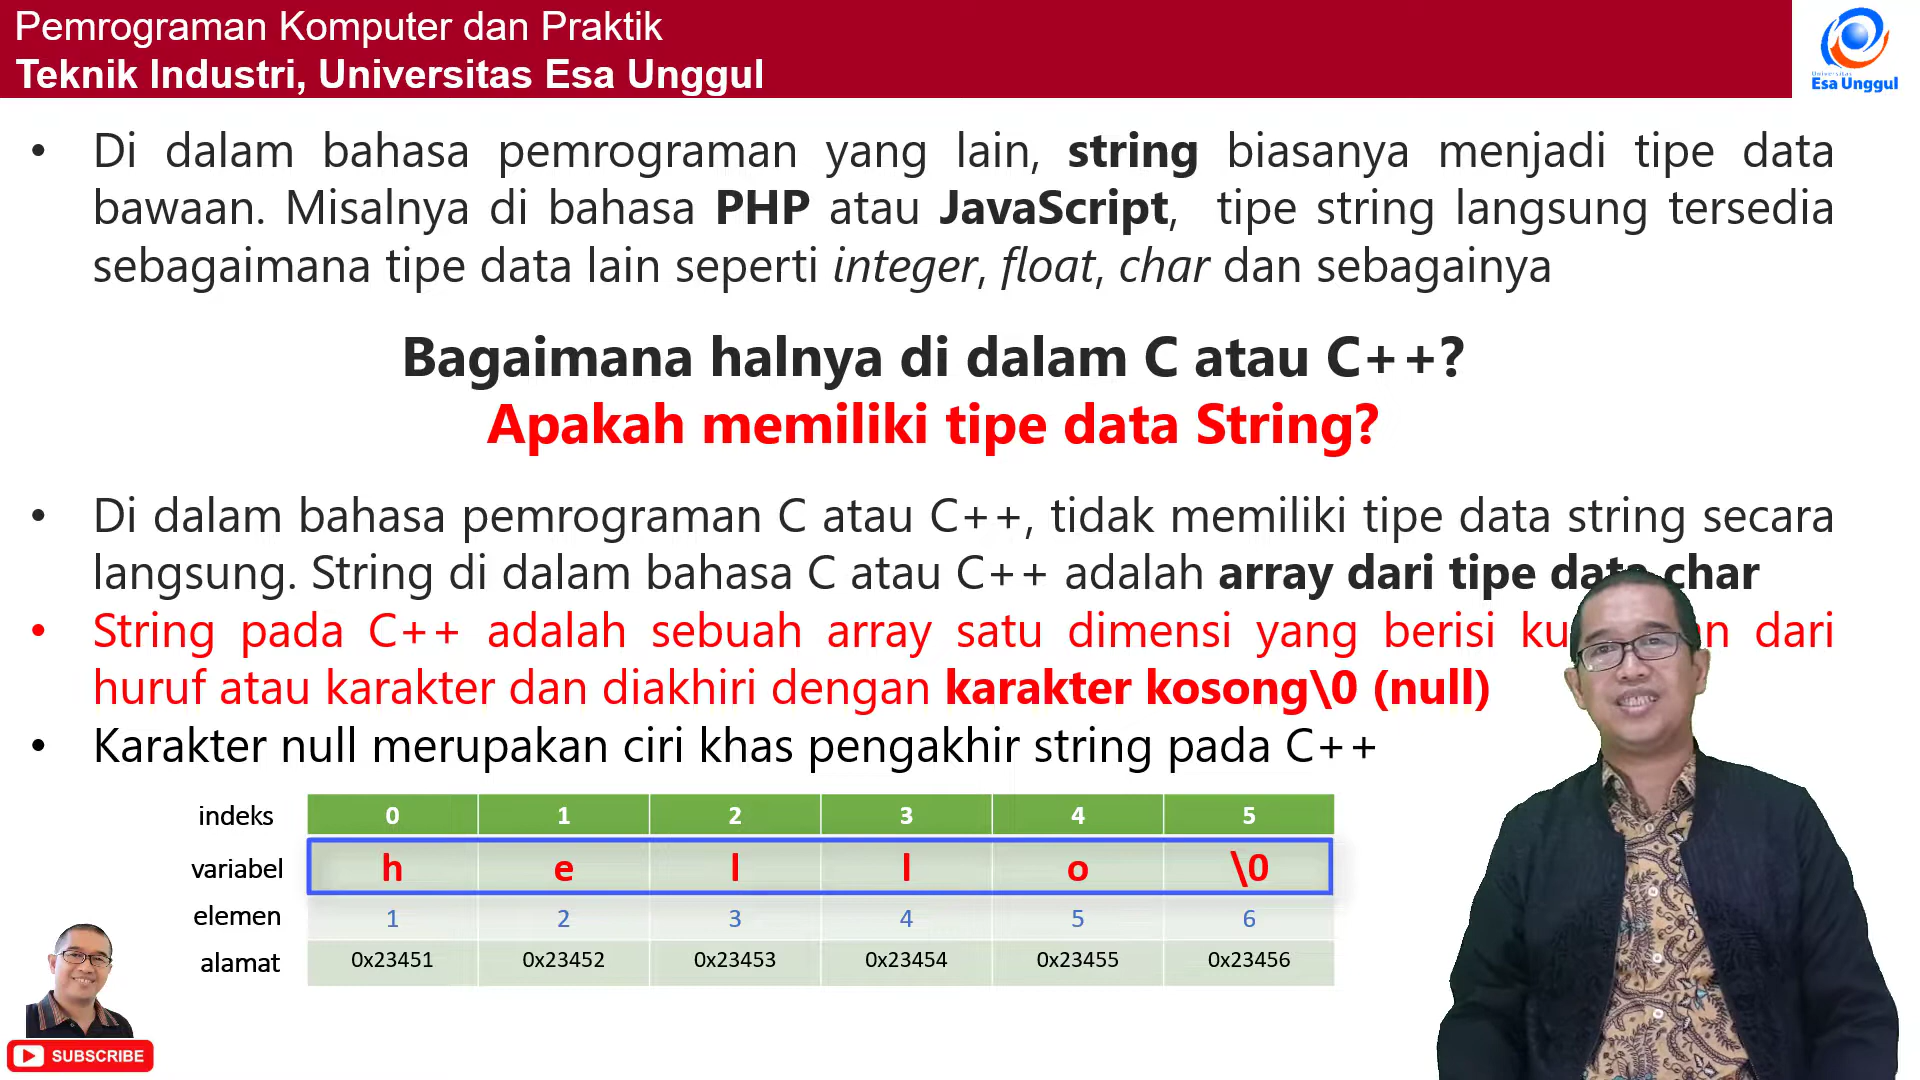 Pemrograman Komputer dan Praktik
Teknik Industri, Universitas Esa Unggul
Universitas
Esa Unggul
• Di dalam bahasa pemrograman yang lain, string biasanya menjadi tipe data
bawaan. Misalnya di bahasa PHP atau JavaScript, tipe string langsung tersedia
sebagaimana tipe data lain seperti integer, float, char dan sebagainya
Bagaimana halnya di dalam C atau C++?
Apakah memiliki tipe data String?
• Di dalam bahasa pemrograman C atau C++, tidak memiliki tipe data string secara
langsung. String di dalam bahasa C atau C++ adalah array dari tipe data char
• String pada C++ adalah sebuah array satu dimensi yang berisi dari
huruf atau karakter dan diakhiri dengan karakter kosong\0 (null)
• Karakter null merupakan ciri khas pengakhir string pada C++
indeks 0 1 2 3 4 5
variabel h e l l o \0
elemen 1 2 3 4 5 6
alamat 0x23451 0x23452 0x23453 0x23454 0x23455 0x23456
SUBSCRIBE